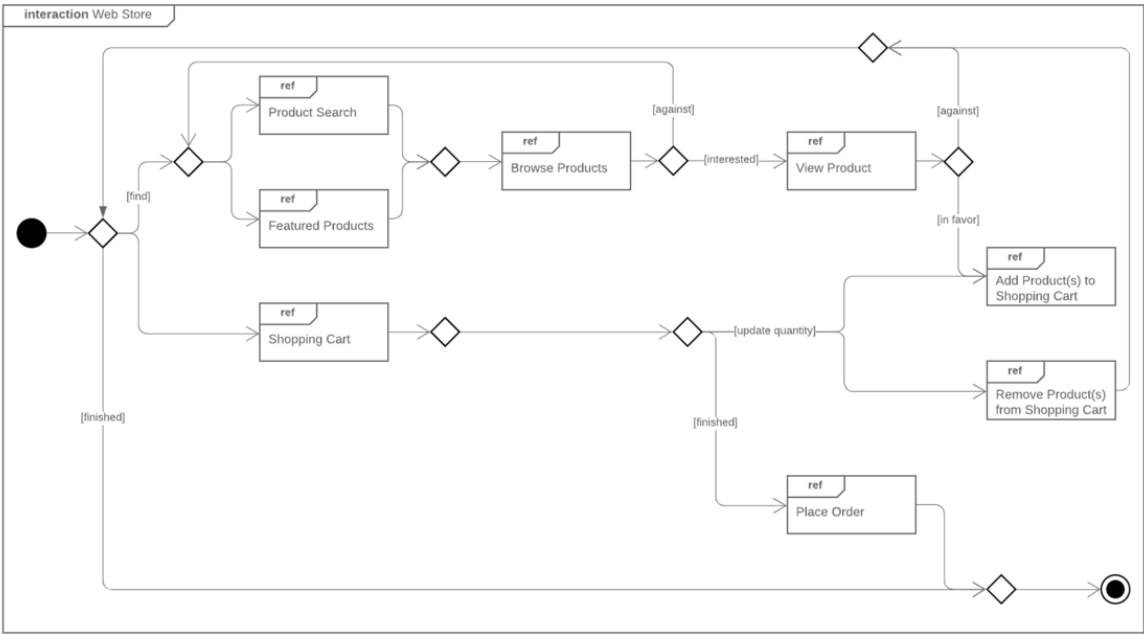 interaction Web Store
ref
Product Search
[against]
[against]
ref
Browse Products
[interested]
ref
View Product
[find]
ref
Featured Products
[in favor]
ref
Add Product(s) to
Shopping Cart
ref
Shopping Cart
[update quantity]
ref
Remove Product(s)
from Shopping Cart
[finished]
[finished]
ref
Place Order